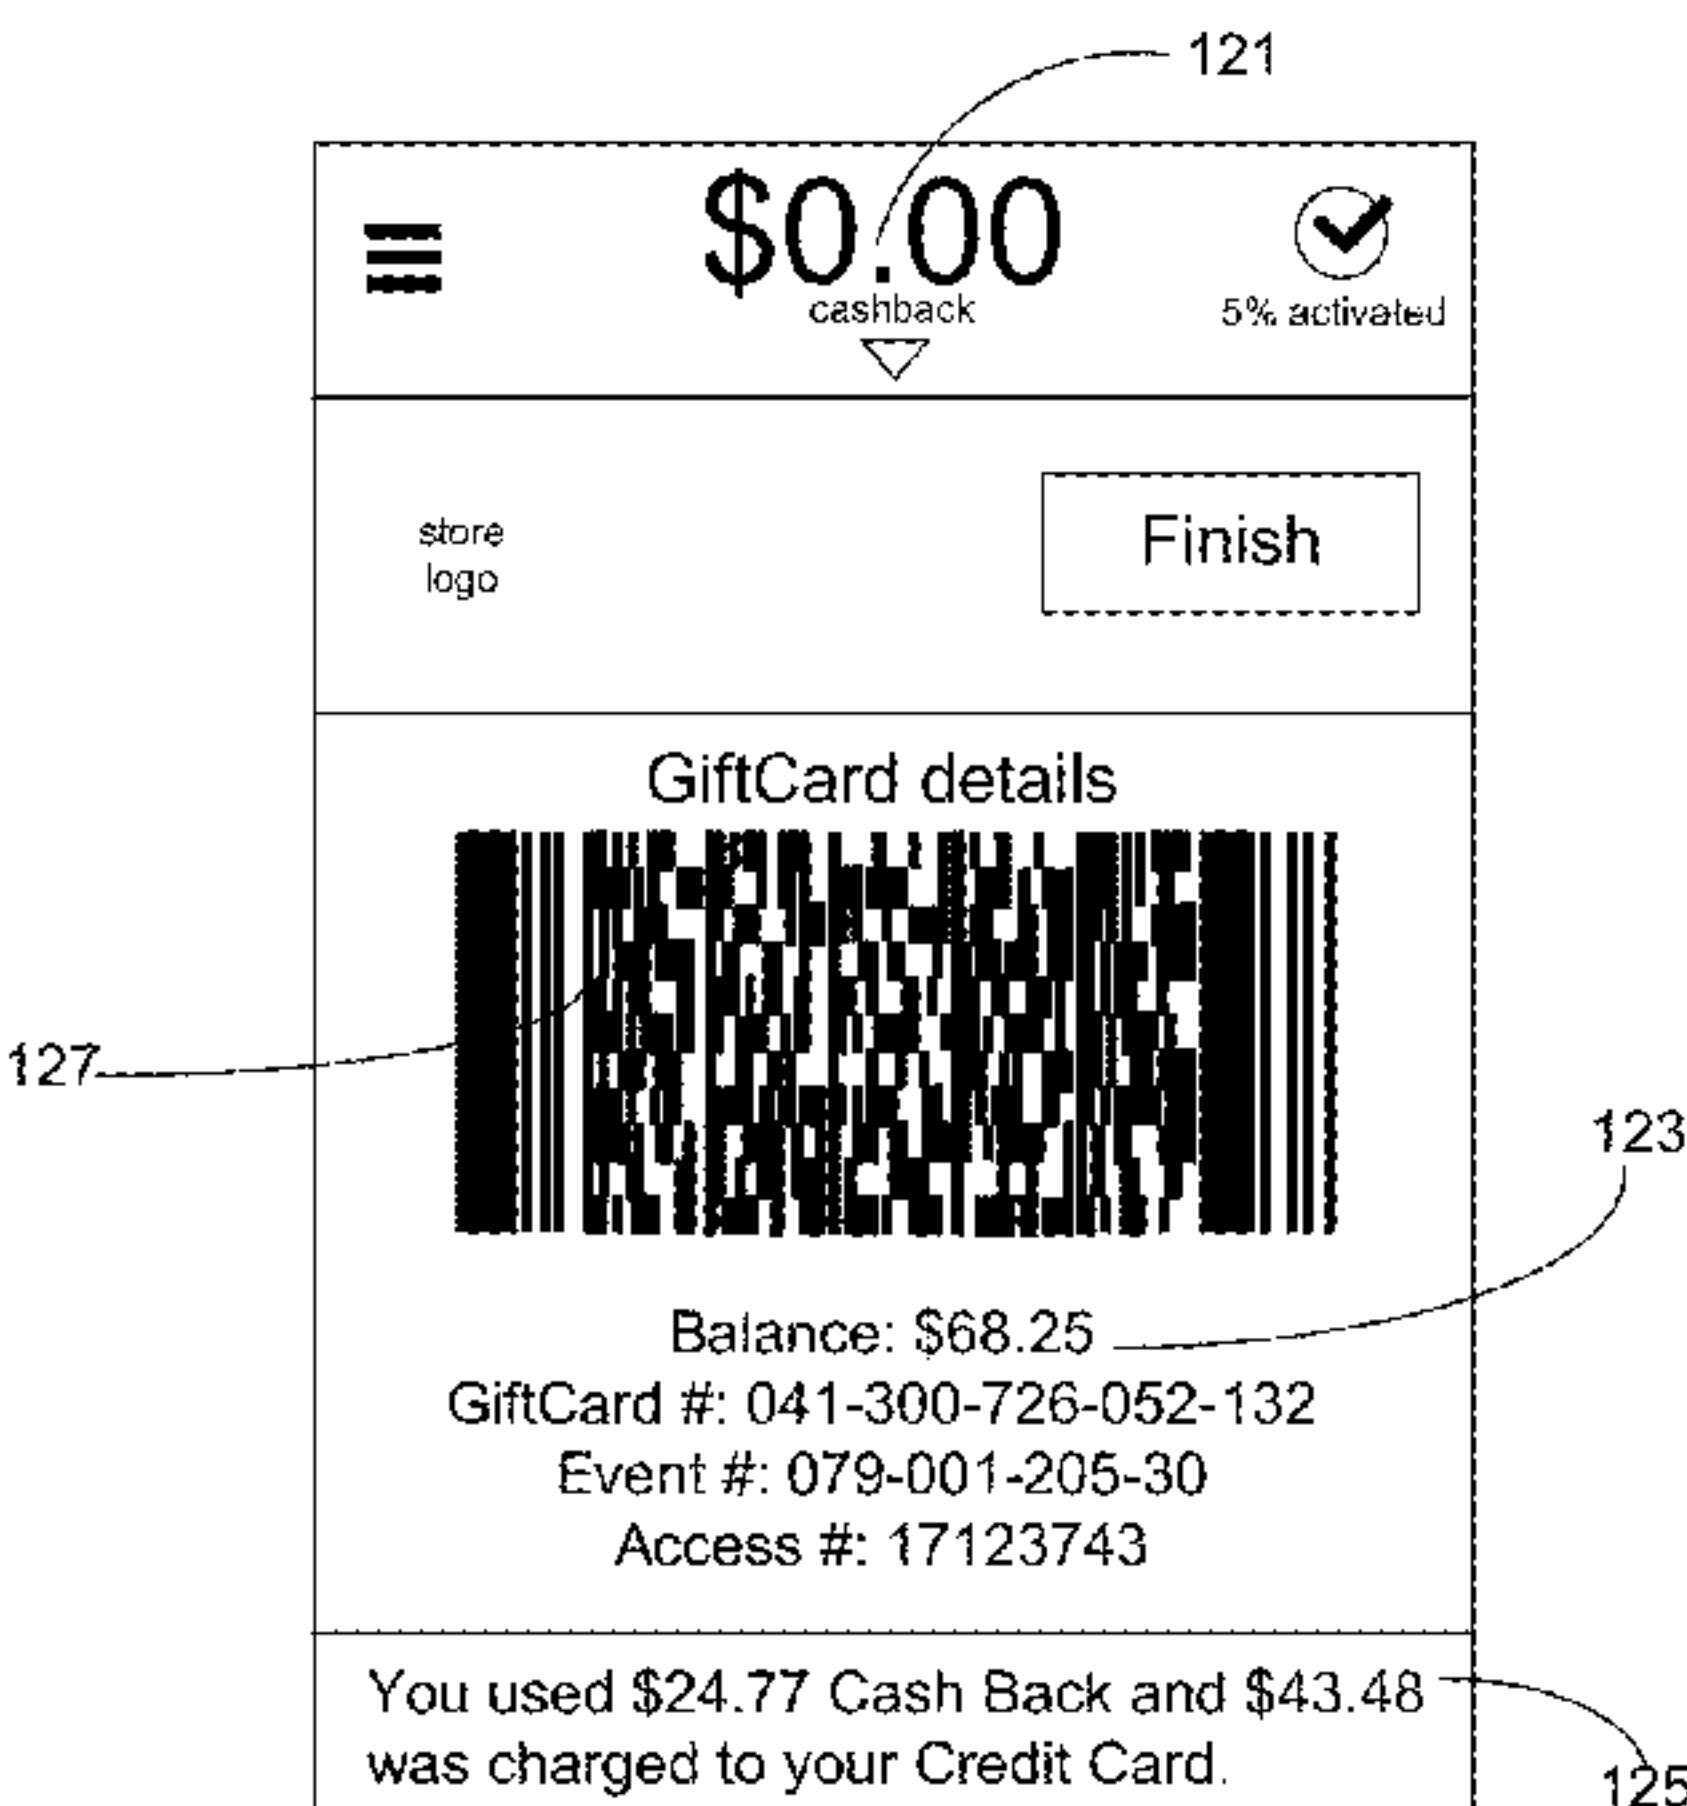 121
$0.00
cashback
5% activated
store
logo
Finish
GiftCard details
127
123
Balance: $68.25
GiftCard #: 041-300-726-052-132
Event #: 079-001-205-30
Access #: 17123743
You used $24.77 Cash Back and $43.48
was charged to your Credit Card.
125